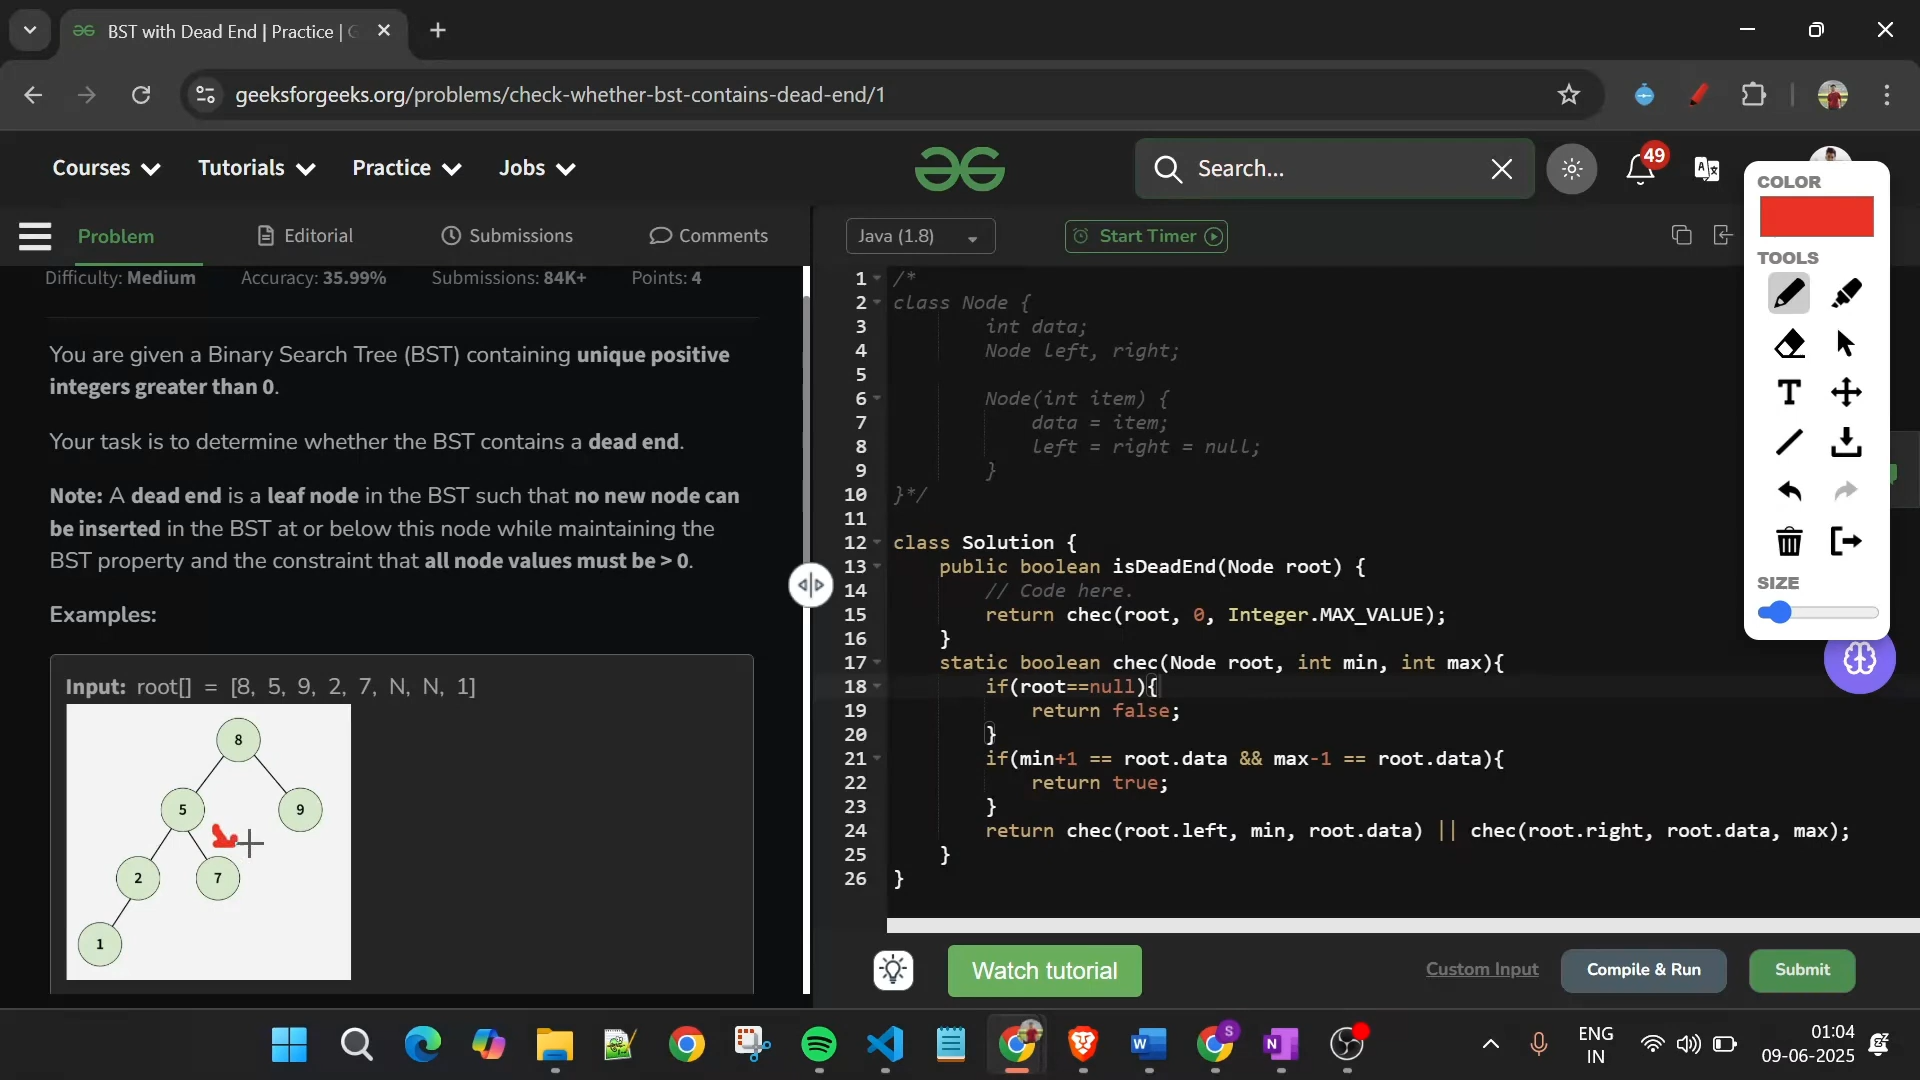 BST with Dead End | Practice | G
geeksforgeeks.org/problems/check-whether-bst-contains-dead-end/1
Courses Tutorials Practice Jobs Search... 49
Problem Editorial Submissions Comments Java (1.8) Start Timer
Difficulty: Medium Accuracy: 35.99% Submissions: 84K+ Points: 4
You are given a Binary Search Tree (BST) containing unique positive
integers greater than 0.
Your task is to determine whether the BST contains a dead end.
Note: A dead end is a leaf node in the BST such that no new node can
be inserted in the BST at or below this node while maintaining the
BST property and the constraint that all node values must be > 0.
Examples:
Input: root[] = [8, 5, 9, 2, 7, N, N, 1]
8
5 9
2 7
1
1 /*
2 class Node {
3 int data;
4 Node left, right;
5
6 Node(int item) {
7 data = item;
8 left = right = null;
9 }
10 }*/
11
12 class Solution {
13 public boolean isDeadEnd(Node root) {
14 // Code here.
15 return chec(root, 0, Integer.MAX_VALUE);
16 }
17 static boolean chec(Node root, int min, int max){
18 if(root==null){
19 return false;
20 }
21 if(min+1 == root.data && max-1 == root.data){
22 return true;
23 }
24 return chec(root.left, min, root.data) || chec(root.right, root.data, max);
25 }
26 }
COLOR
TOOLS
T
SIZE
Watch tutorial Custom Input Compile & Run Submit
ENG
IN
01:04
09-06-2025